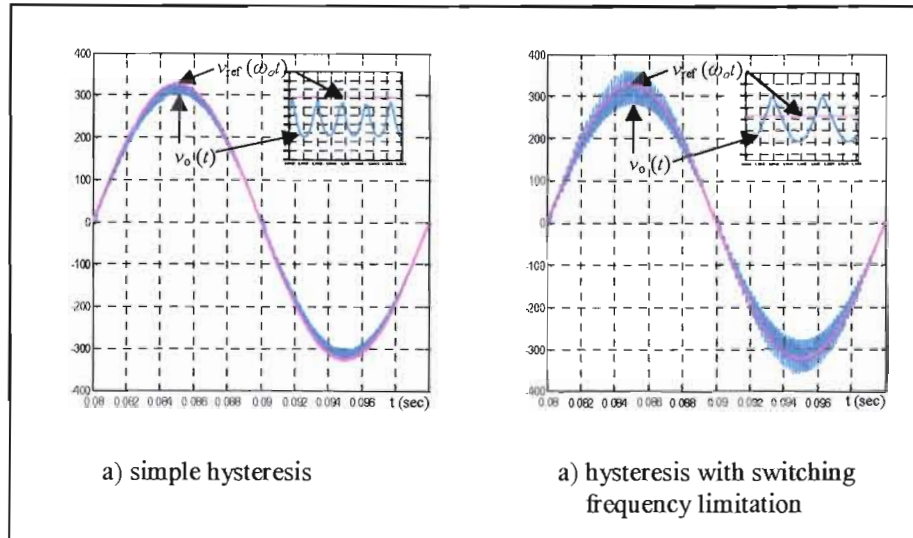 400
300
200
100
0
-100
-200
-300
-400
0.08 0.082 0.084 0.086 0.088 0.09 0.092 0.094 0.096 t (sec)
v_ref (ω_o t)
v_o (t)
a) simple hysteresis
400
300
200
100
0
-100
-200
-300
-400
0.08 0.082 0.084 0.086 0.088 0.09 0.092 0.094 0.096 t (sec)
v_ref (ω_o t)
v_o (t)
a) hysteresis with switching
frequency limitation